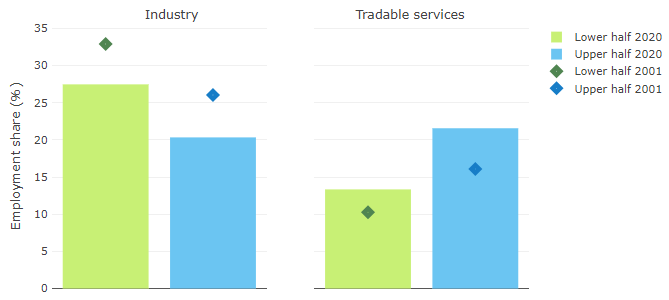 Industry
Tradable services
Employment share (%)
35
30
25
20
15
10
5
0
Lower half 2020
Upper half 2020
Lower half 2001
Upper half 2001